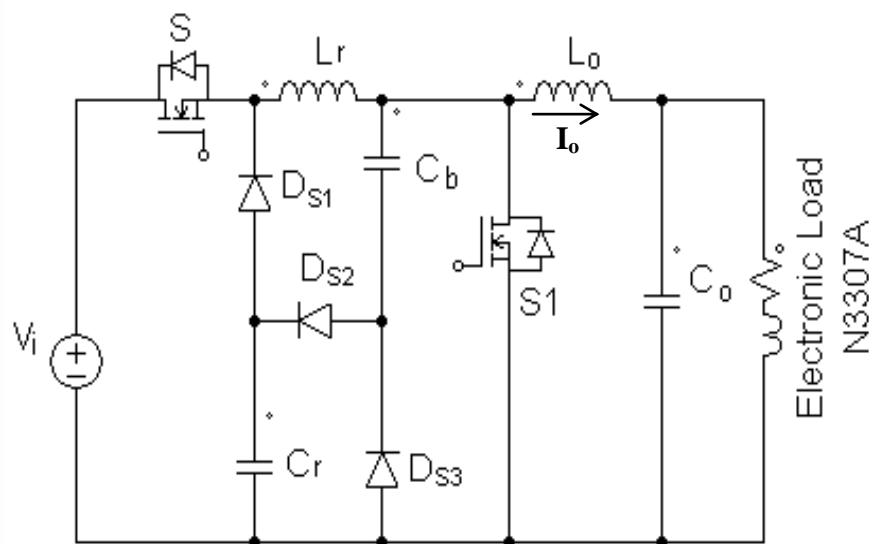 S
Lr
Lo
Io
DS1
Cb
DS2
S1
Vi
Co
Cr
DS3
Electronic Load
N3307A